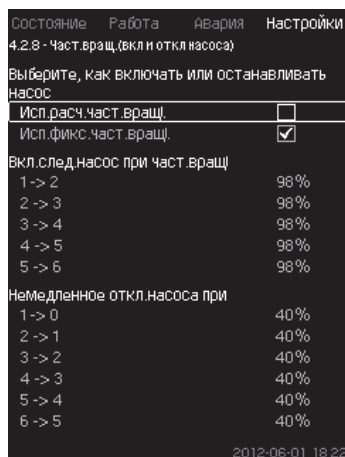 Состояние Работа Авария Настройки
4.2.8 - Част.вращ.(вкл и откл насоса)
Выберите, как включать или останавливать
насос
Исп.расч.част.вращ.
Исп.фикс.част.вращ.
Вкл.след.насос при част.вращ
1 -> 2 98%
2 -> 3 98%
3 -> 4 98%
4 -> 5 98%
5 -> 6 98%
Немедленное откл.насоса при
1 -> 0 40%
2 -> 1 40%
3 -> 2 40%
4 -> 3 40%
5 -> 4 40%
6 -> 5 40%
2012-06-01 18:22